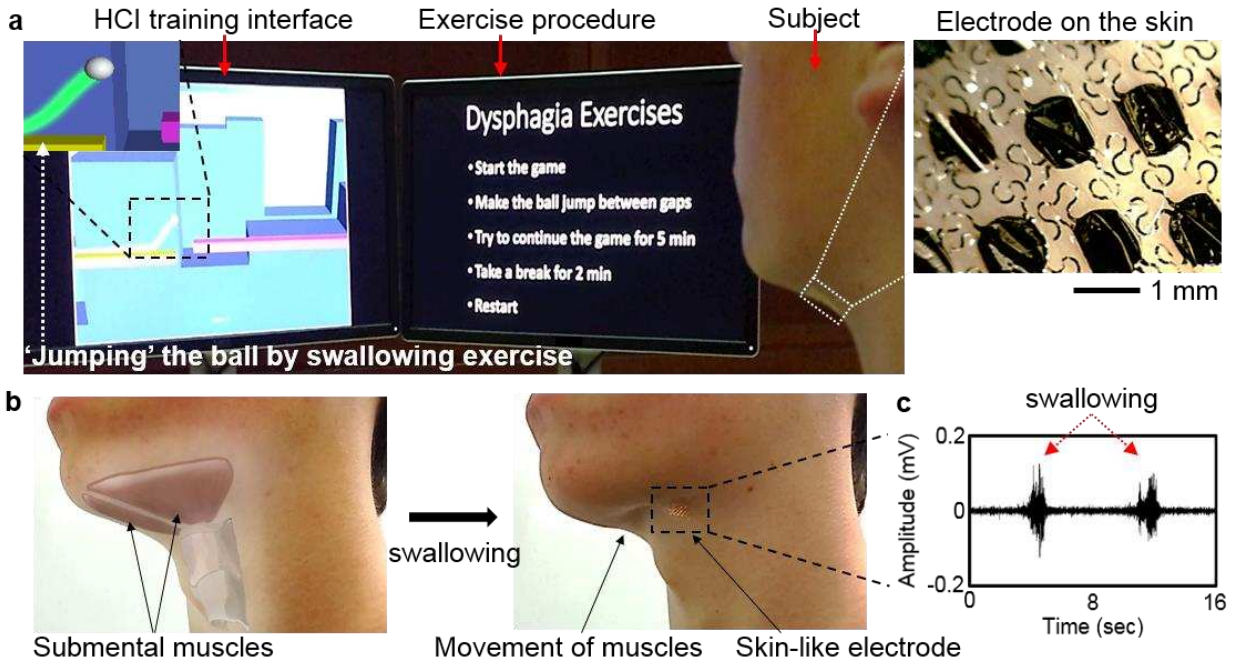 a
HCI training interface
Exercise procedure
Subject
Electrode on the skin
Dysphagia Exercises
•Start the game
•Make the ball jump between gaps
•Try to continue the game for 5 min
•Take a break for 2 min
•Restart
1 mm
‘Jumping’ the ball by swallowing exercise
b
swallowing
Submental muscles
Movement of muscles
Skin-like electrode
c
swallowing
0.2
0
-0.2
Amplitude (mV)
0
8
16
Time (sec)